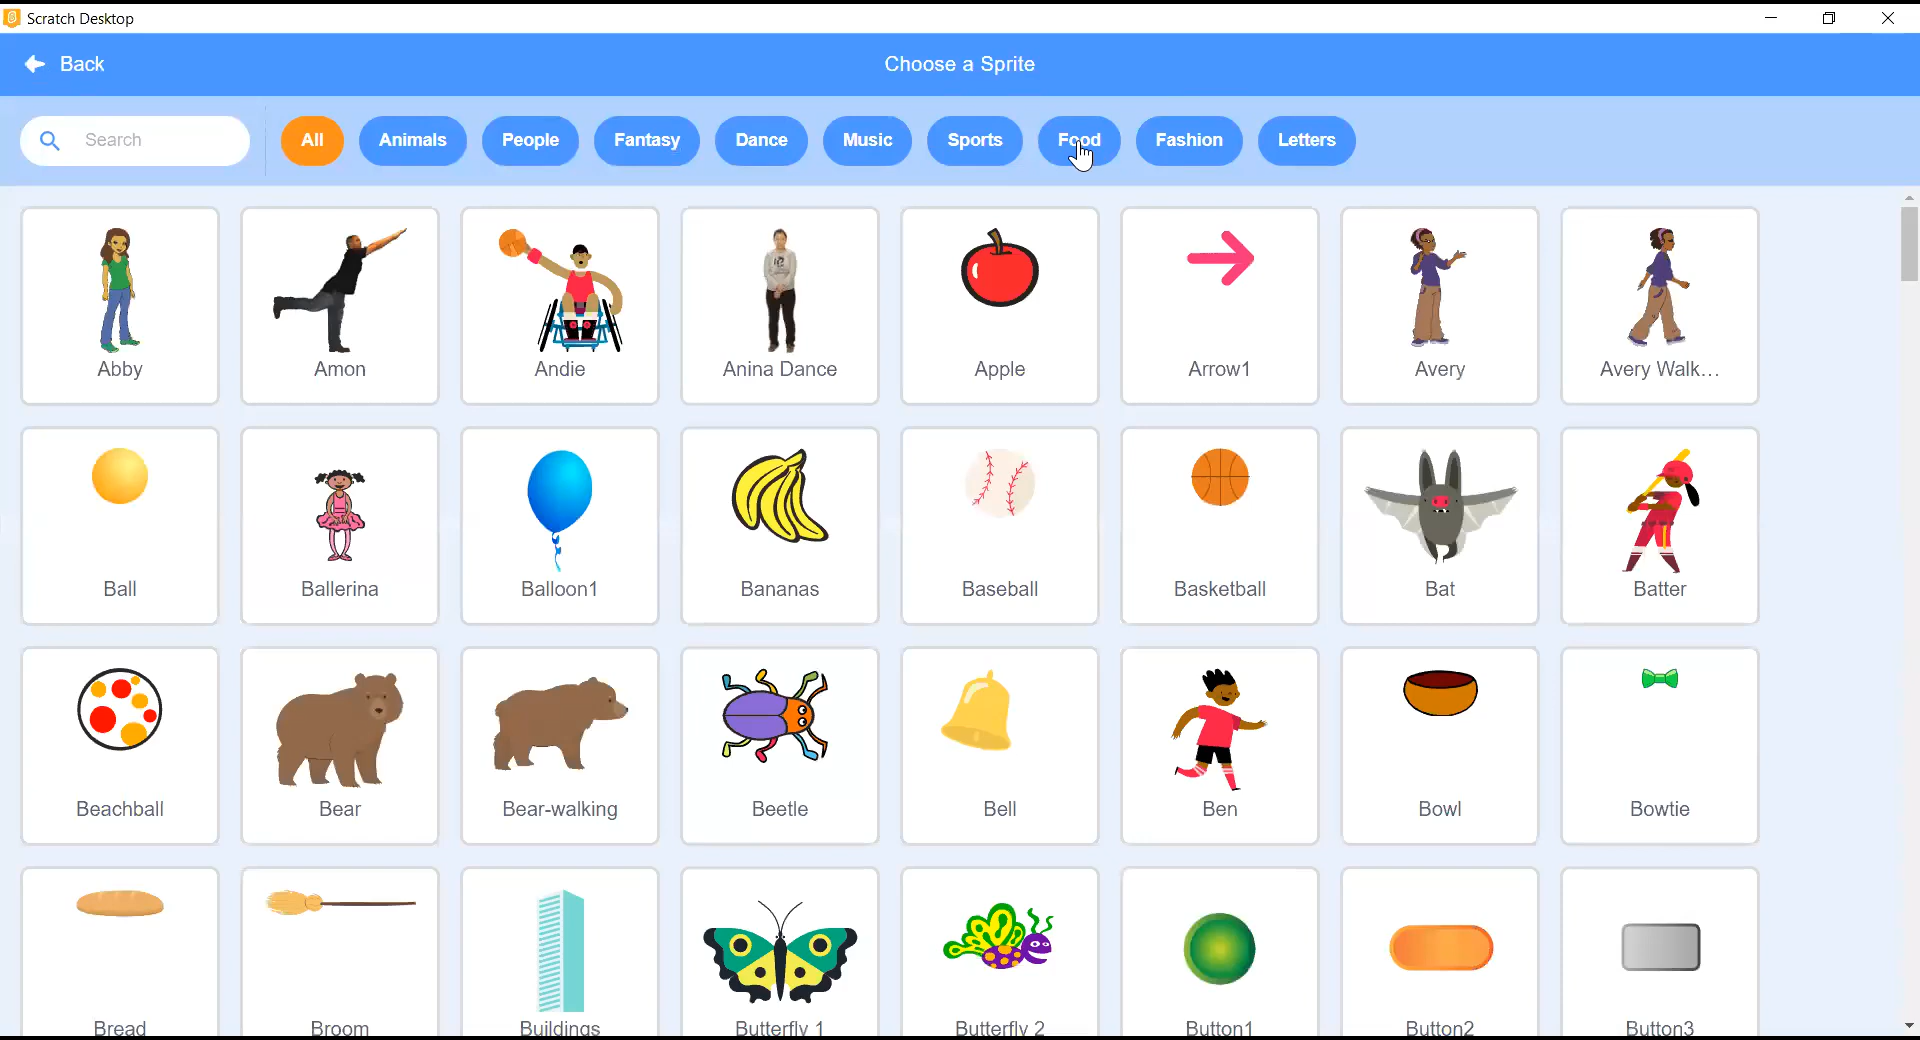 Scratch Desktop
Back
Choose a Sprite
Search
All
Animals
People
Fantasy
Dance
Music
Sports
Food
Fashion
Letters
Abby
Amon
Andie
Anina Dance
Apple
Arrow1
Avery
Avery Walk...
Ball
Ballerina
Balloon1
Bananas
Baseball
Basketball
Bat
Batter
Beachball
Bear
Bear-walking
Beetle
Bell
Ben
Bowl
Bowtie
Bread
Broom
Buildings
Butterfly 1
Butterfly 2
Button1
Button2
Button3